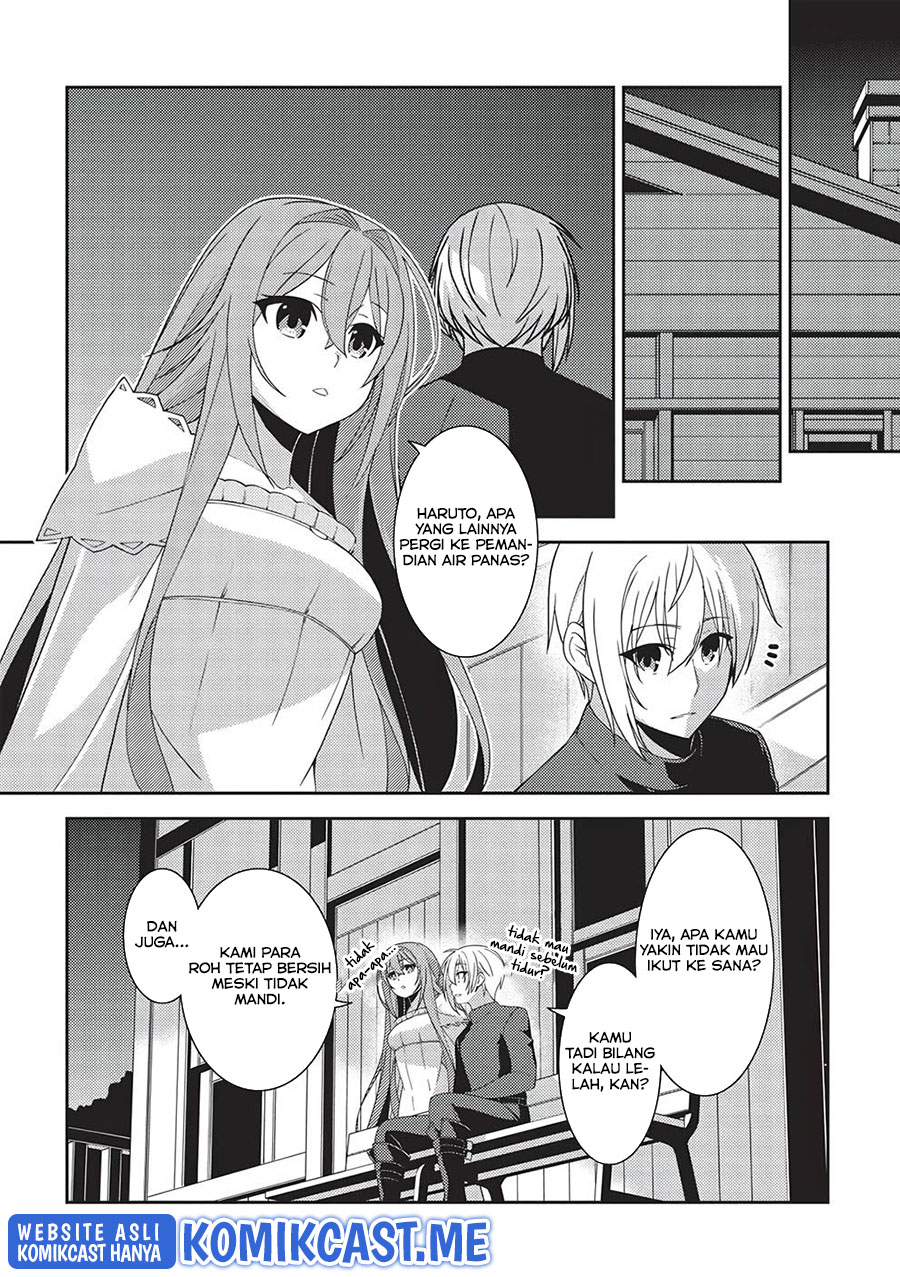 HARUTO, APA
YANG LAINNYA
PERGI KE PEMAN-
DIAN AIR PANAS?
IYA, APA KAMU
YAKIN TIDAK MAU
IKUT KE SANA?
KAMU
TADI BILANG
KALAU LE-
LAH, KAN?
tidak mau
mandi sebelum
tidur?
tidak
apa-apa...
KAMI PARA
ROH TETAP BERSIH
MESKI TIDAK
MANDI.
DAN
JUGA...
WEBSITE ASLI
KOMIKCAST HANYA
KOMIKCAST.ME